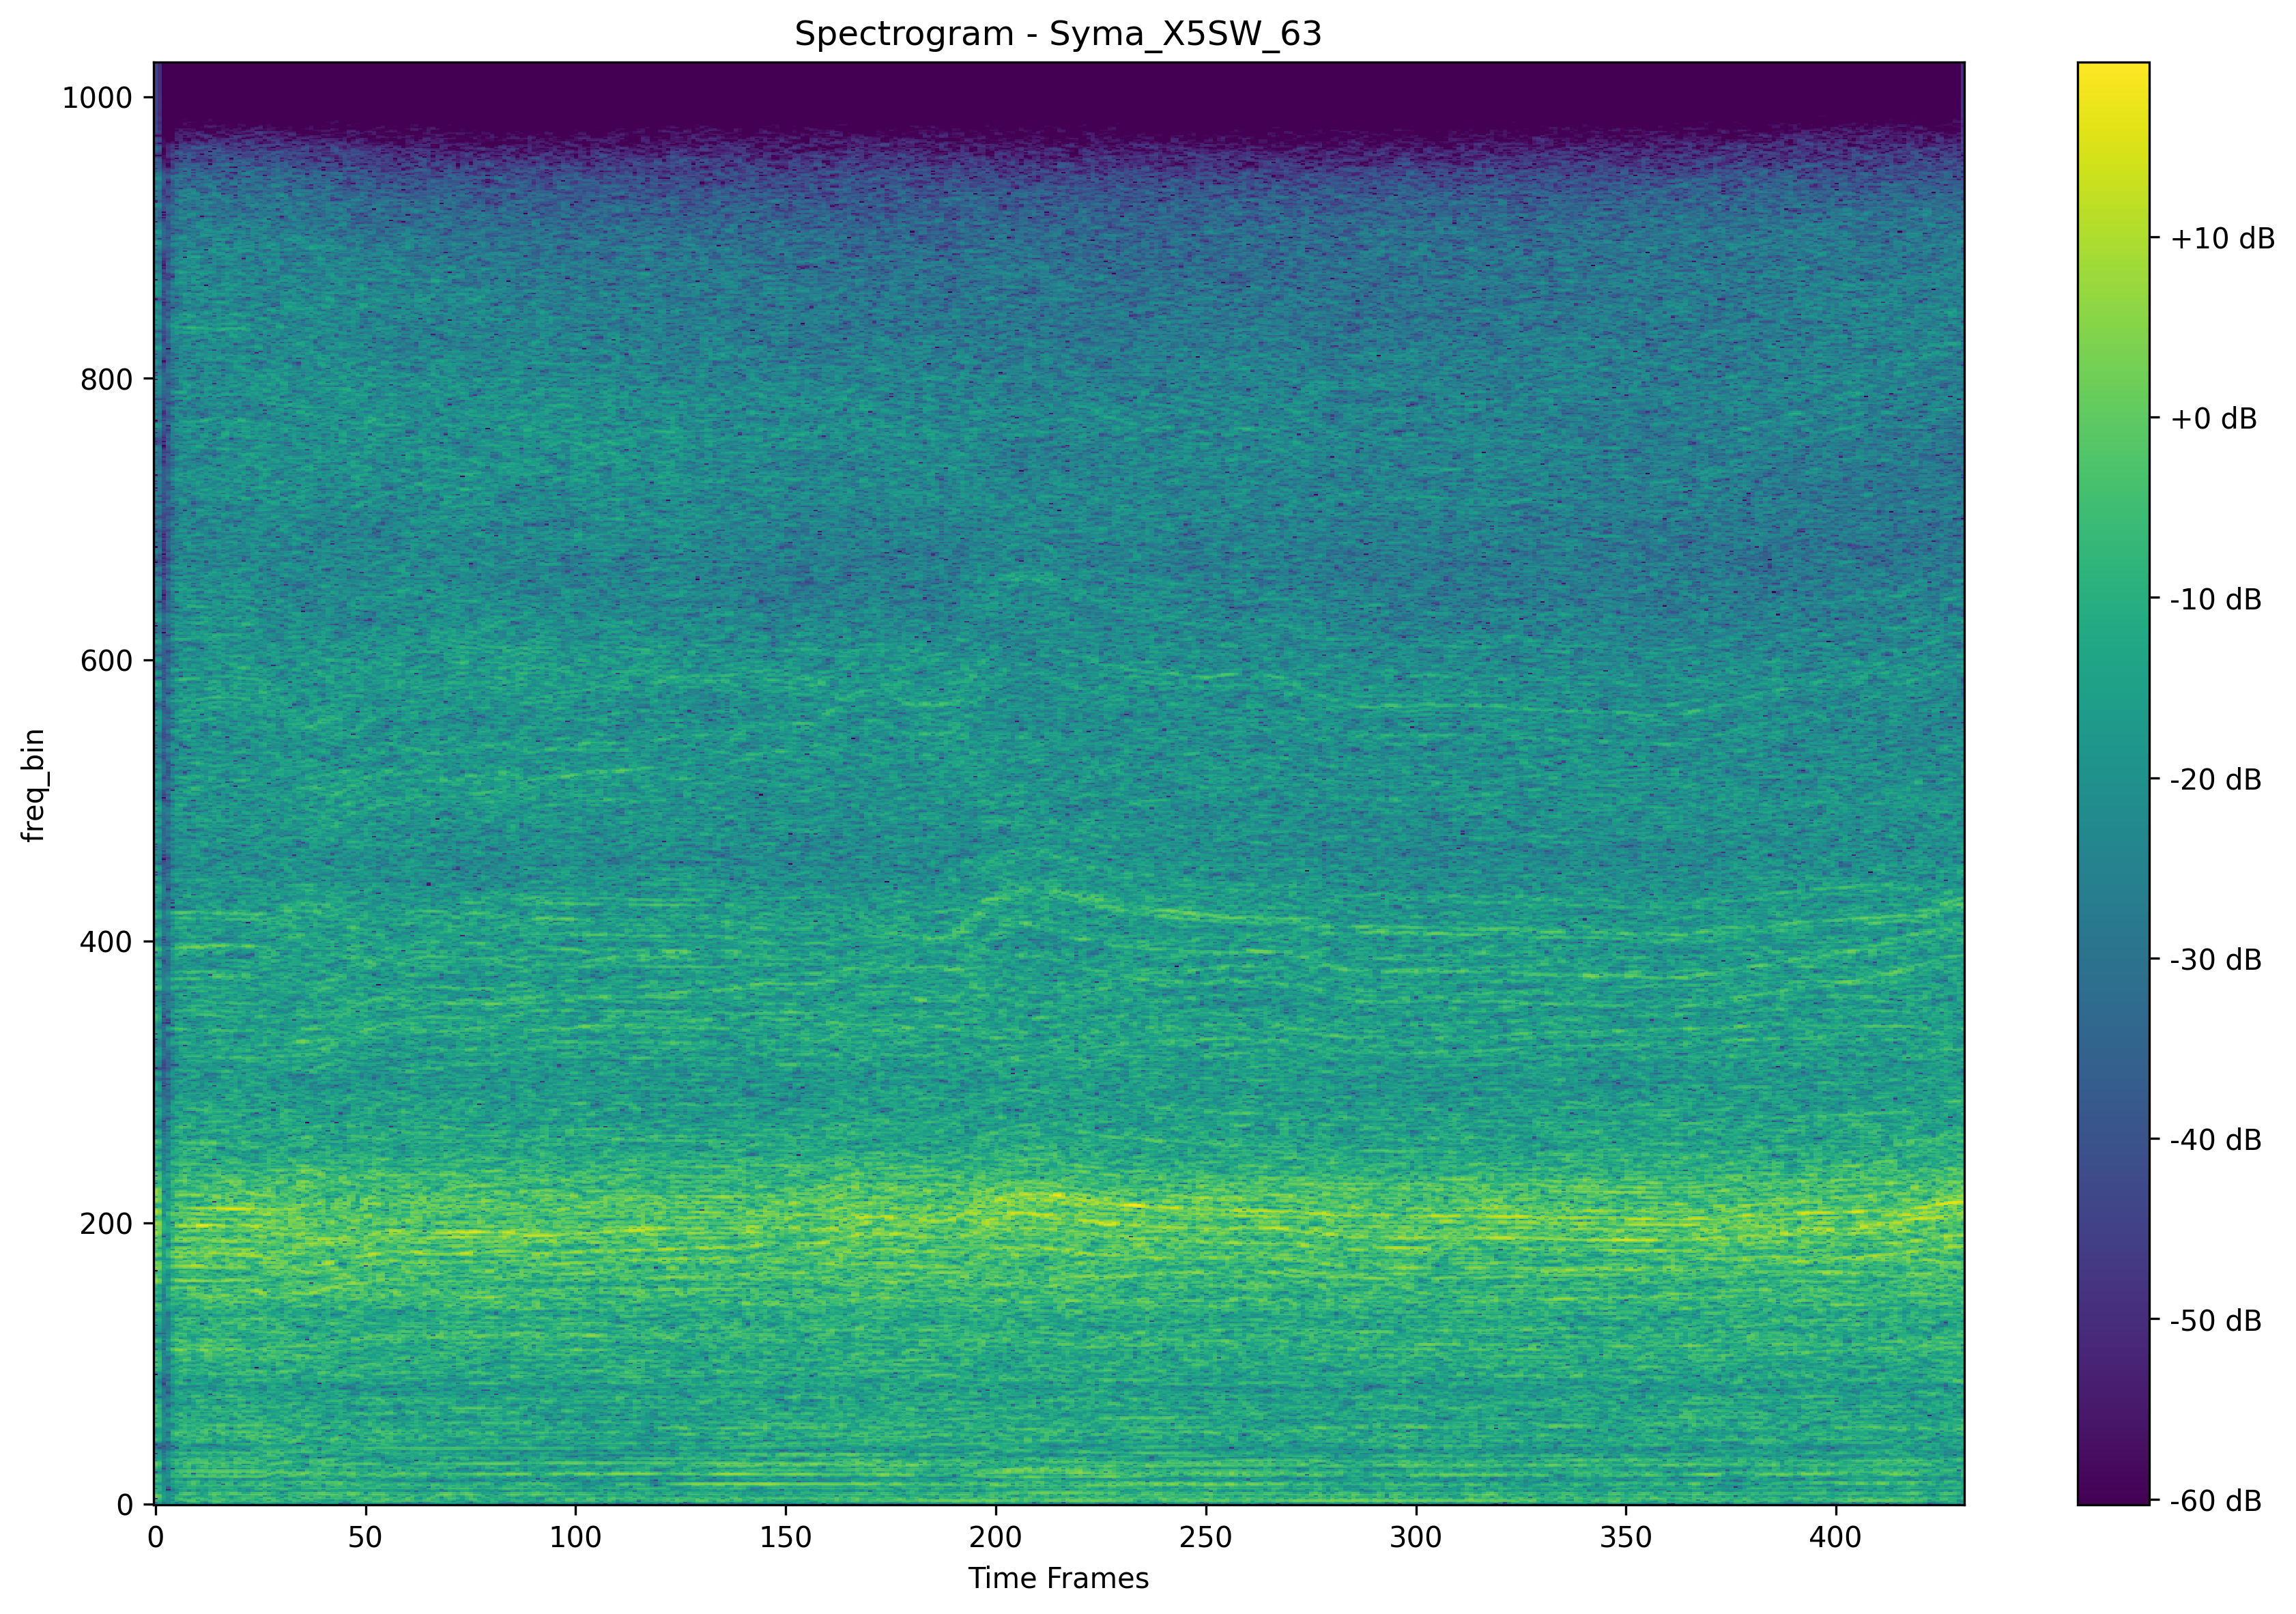 Spectrogram - Syma_X5SW_63
1000
800
600
400
200
0
freq_bin
0 50 100 150 200 250 300 350 400
Time Frames
+10 dB
+0 dB
-10 dB
-20 dB
-30 dB
-40 dB
-50 dB
-60 dB